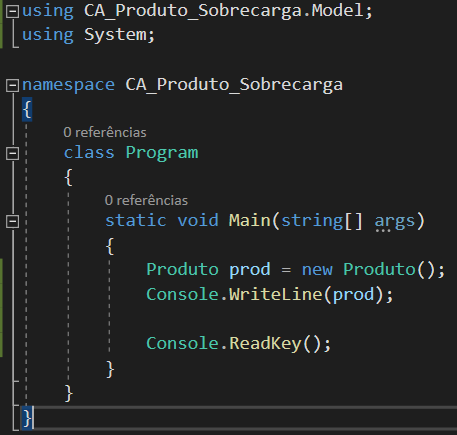 using CA_Produto_Sobrecarga.Model;
using System;
namespace CA_Produto_Sobrecarga
{
0 referências
class Program
{
0 referências
static void Main(string[] args)
{
Produto prod = new Produto();
Console.WriteLine(prod);
Console.ReadKey();
}
}
}